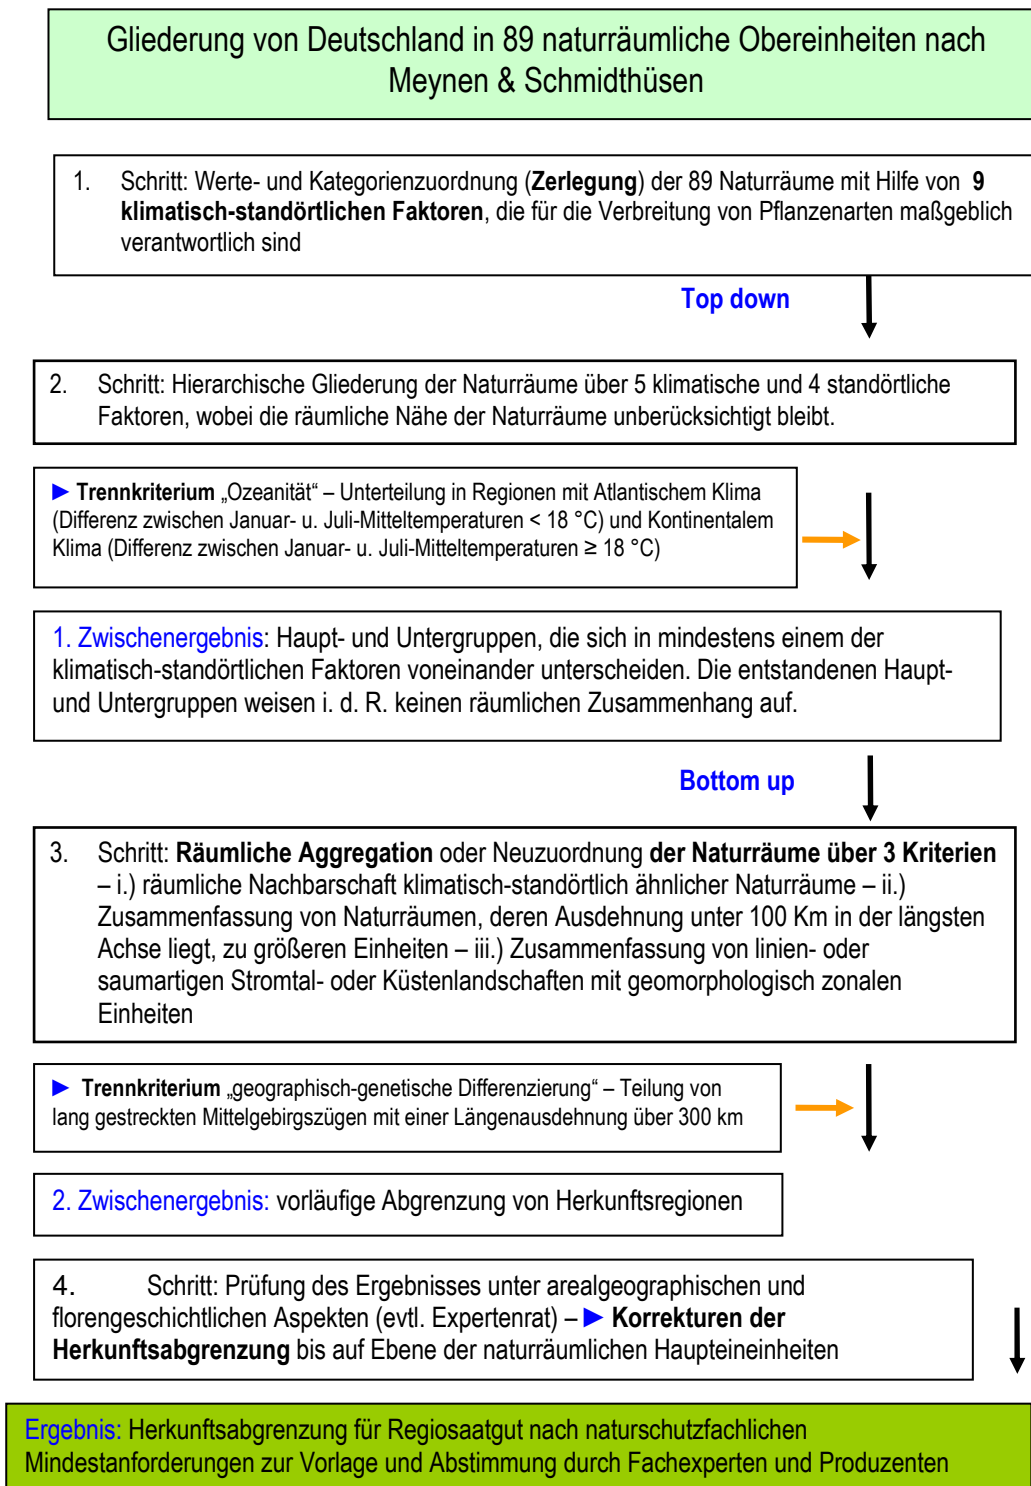 Gliederung von Deutschland in 89 naturräumliche Obereinheiten nach
Meynen & Schmidthüsen
1. Schritt: Werte- und Kategorienzuordnung (Zerlegung) der 89 Naturräume mit Hilfe von 9
klimatisch-standörtlichen Faktoren, die für die Verbreitung von Pflanzenarten maßgeblich
verantwortlich sind
Top down
2. Schritt: Hierarchische Gliederung der Naturräume über 5 klimatische und 4 standörtliche
Faktoren, wobei die räumliche Nähe der Naturräume unberücksichtigt bleibt.
► Trennkriterium „Ozeanität“ – Unterteilung in Regionen mit Atlantischem Klima
(Differenz zwischen Januar- u. Juli-Mitteltemperaturen < 18 °C) und Kontinentalem
Klima (Differenz zwischen Januar- u. Juli-Mitteltemperaturen ≥ 18 °C)
1. Zwischenergebnis: Haupt- und Untergruppen, die sich in mindestens einem der
klimatisch-standörtlichen Faktoren voneinander unterscheiden. Die entstandenen Haupt-
und Untergruppen weisen i. d. R. keinen räumlichen Zusammenhang auf.
Bottom up
3. Schritt: Räumliche Aggregation oder Neuzuordnung der Naturräume über 3 Kriterien
– i.) räumliche Nachbarschaft klimatisch-standörtlich ähnlicher Naturräume – ii.)
Zusammenfassung von Naturräumen, deren Ausdehnung unter 100 Km in der längsten
Achse liegt, zu größeren Einheiten – iii.) Zusammenfassung von linien- oder
saumartigen Stromtal- oder Küstenlandschaften mit geomorphologisch zonalen
Einheiten
► Trennkriterium „geographisch-genetische Differenzierung“ – Teilung von
lang gestreckten Mittelgebirgszügen mit einer Längenausdehnung über 300 km
2. Zwischenergebnis: vorläufige Abgrenzung von Herkunftsregionen
4. Schritt: Prüfung des Ergebnisses unter arealgeographischen und
florengeschichtlichen Aspekten (evtl. Expertenrat) – ► Korrekturen der
Herkunftsabgrenzung bis auf Ebene der naturräumlichen Haupteineinheiten
Ergebnis: Herkunftsabgrenzung für Regiosaatgut nach naturschutzfachlichen
Mindestanforderungen zur Vorlage und Abstimmung durch Fachexperten und Produzenten